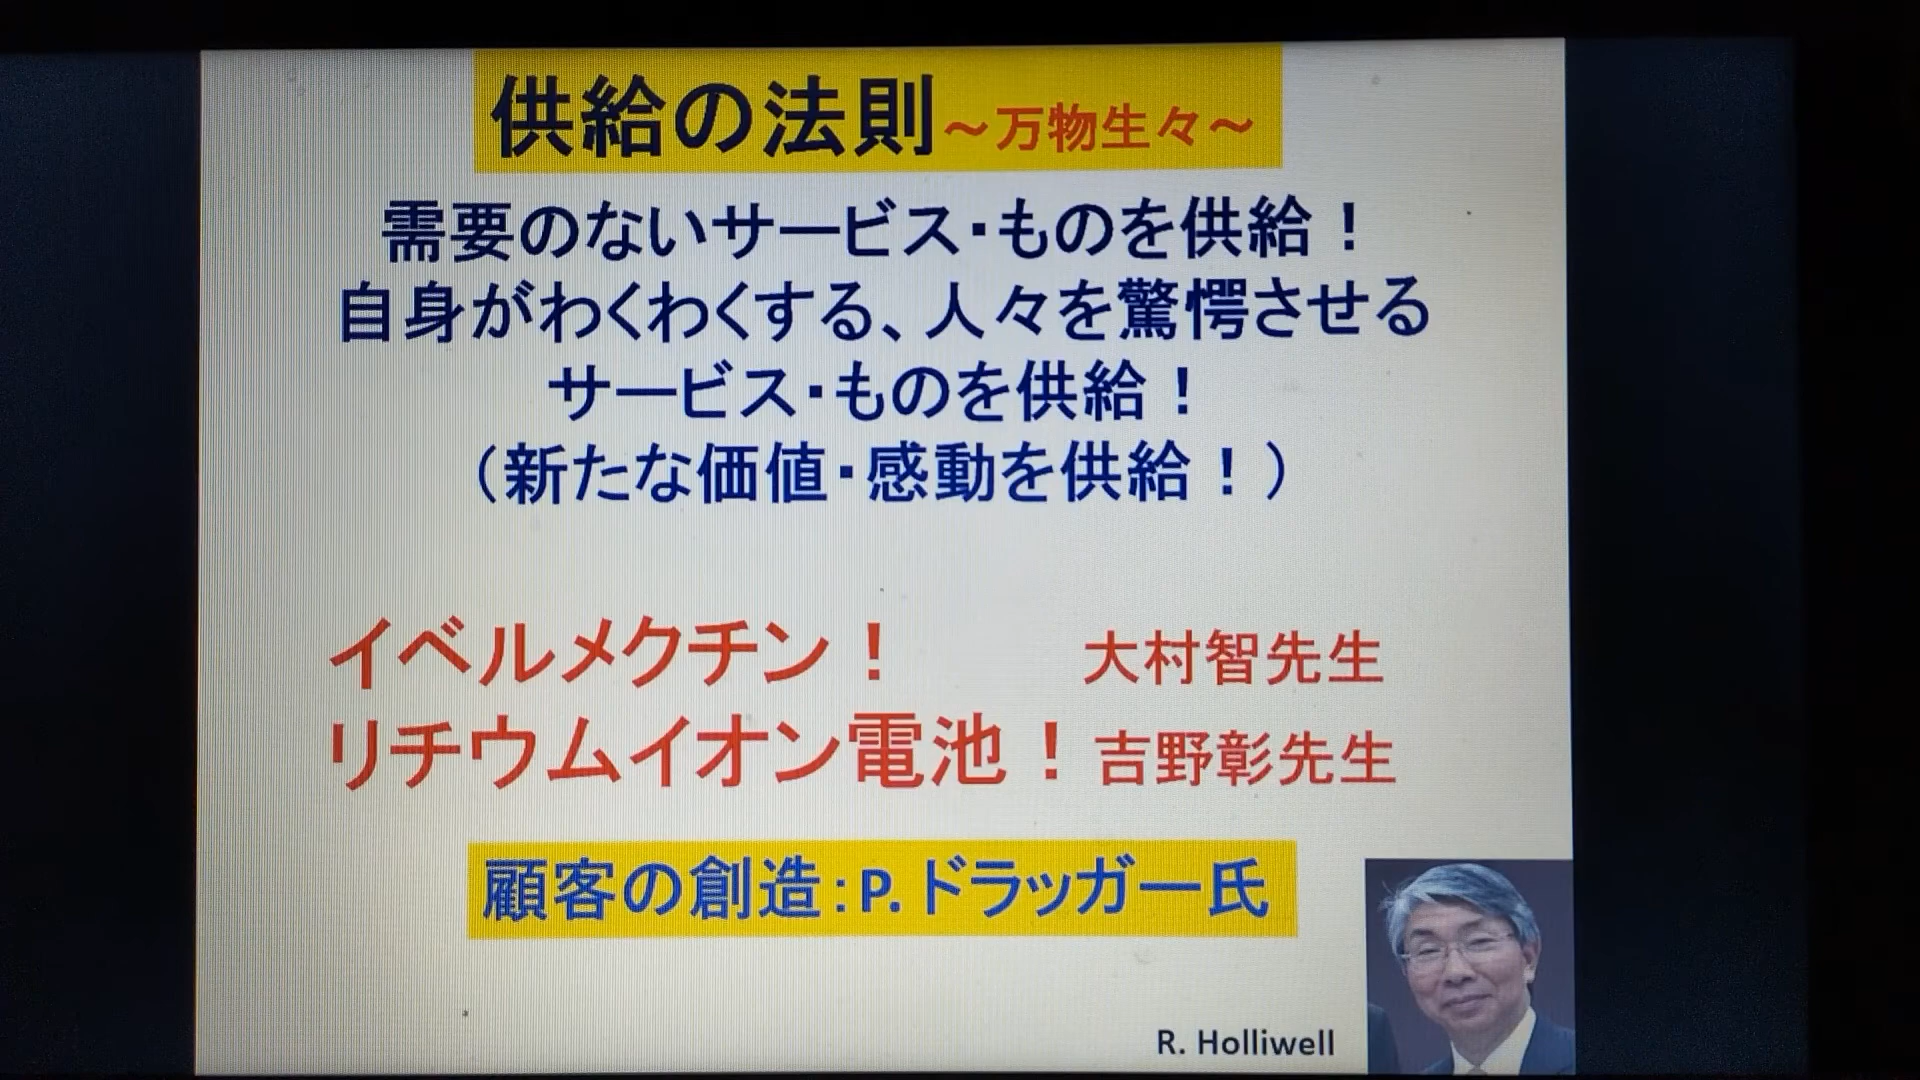 供給の法則～万物生々～
需要のないサービス・ものを供給！
自身がわくわくする、人々を驚愕させる
サービス・ものを供給！
（新たな価値・感動を供給！）
イベルメクチン！ 大村智先生
リチウムイオン電池！吉野彰先生
顧客の創造：P. ドラッガー氏
R. Holliwell